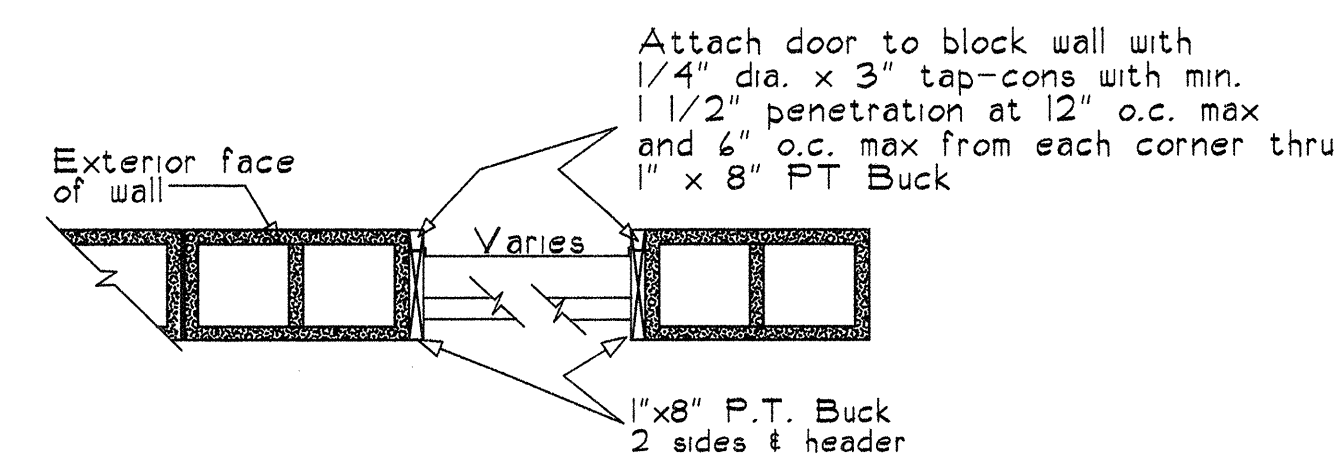 Attach door to block wall with
1/4" dia. x 3" tap-cons with min.
1 1/2" penetration at 12" o.c. max
and 6" o.c. max from each corner thru
1" x 8" PT Buck
Exterior face
of wall
Varies
1"x8" P.T. Buck
2 sides & header